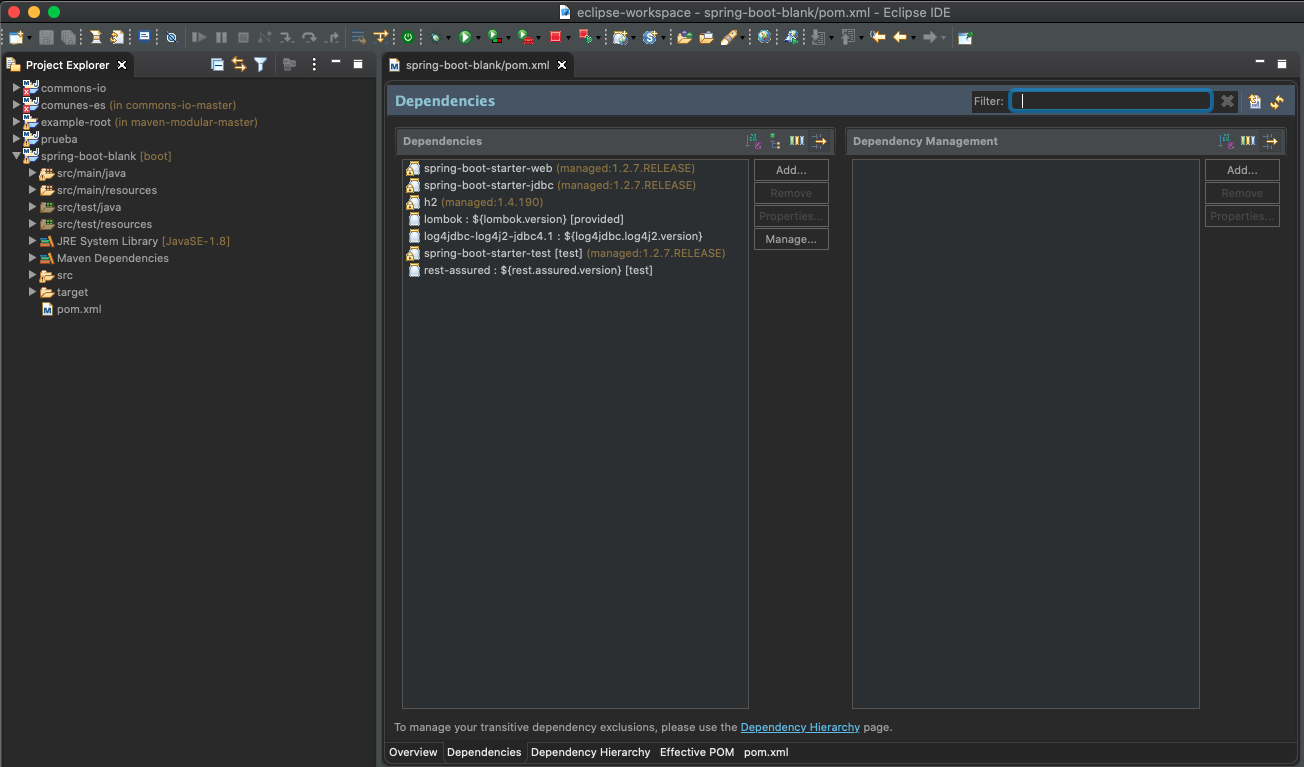 eclipse-workspace - spring-boot-blank/pom.xml - Eclipse IDE
Project Explorer
commons-io
comunes-es (in commons-io-master)
example-root (in maven-modular-master)
prueba
spring-boot-blank [boot]
src/main/java
src/main/resources
src/test/java
src/test/resources
JRE System Library [JavaSE-1.8]
Maven Dependencies
src
target
pom.xml
spring-boot-blank/pom.xml
Dependencies
Filter:
Dependencies
spring-boot-starter-web (managed:1.2.7.RELEASE)
spring-boot-starter-jdbc (managed:1.2.7.RELEASE)
h2 (managed:1.4.190)
lombok : ${lombok.version} [provided]
log4jdbc-log4j2-jdbc4.1 : ${log4jdbc.log4j2.version}
spring-boot-starter-test [test] (managed:1.2.7.RELEASE)
rest-assured : ${rest.assured.version} [test]
Add...
Remove
Properties...
Manage...
Dependency Management
Add...
Remove
Properties...
To manage your transitive dependency exclusions, please use the Dependency Hierarchy page.
Overview Dependencies Dependency Hierarchy Effective POM pom.xml